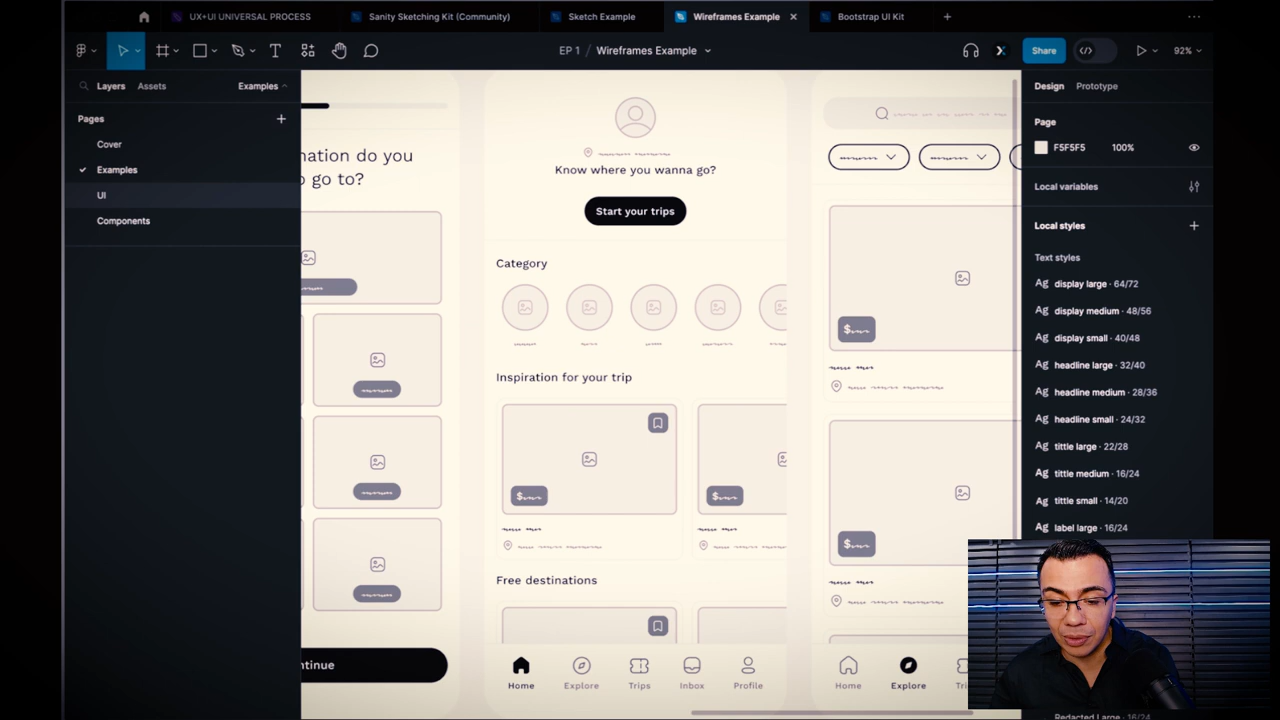 UX+UI UNIVERSAL PROCESS
Sanity Sketching Kit (Community)
Sketch Example
Wireframes Example
Bootstrap UI Kit
EP 1 / Wireframes Example
Share
92%
Layers
Assets
Examples
Pages
Cover
Examples
UI
Components
nation do you
go to?
ntinue
Know where you wanna go?
Start your trips
Category
Inspiration for your trip
$
$
Free destinations
Home
Explore
Trips
Inbox
Profile
$
$
Home
Explore
Design
Prototype
Page
F5F5F5
100%
Local variables
Local styles
Text styles
Ag display large · 64/72
Ag display medium · 48/56
Ag display small · 40/48
Ag headline large · 32/40
Ag headline medium · 28/36
Ag headline small · 24/32
Ag tittle large · 22/28
Ag tittle medium · 16/24
Ag tittle small · 14/20
Ag label large · 16/24
Redacted Large · 16/24